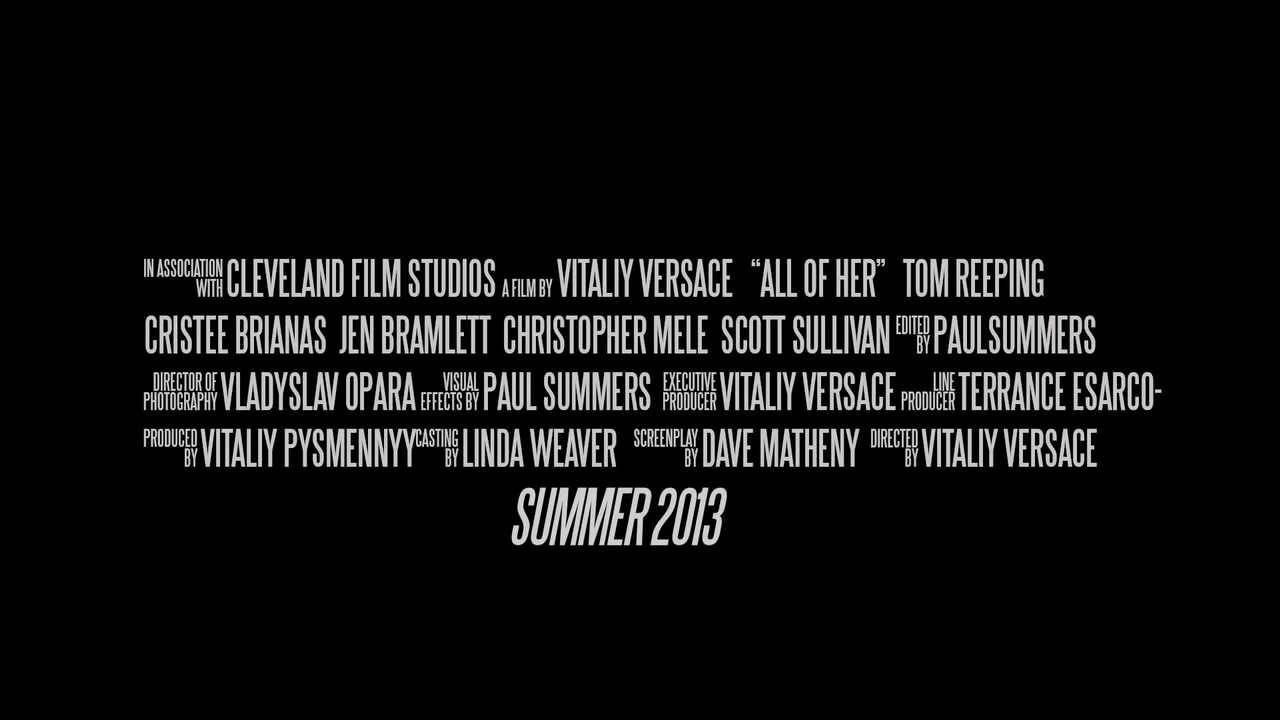 IN ASSOCIATION WITH CLEVELAND FILM STUDIOS A FILM BY VITALIY VERSACE “ALL OF HER” TOM REEPING
CRISTEE BRIANAS JEN BRAMLETT CHRISTOPHER MELE SCOTT SULLIVAN EDITED BY PAULSUMMERS
DIRECTOR OF PHOTOGRAPHY VLADYSLAV OPARA VISUAL EFFECTS BY PAUL SUMMERS EXECUTIVE PRODUCER VITALIY VERSACE LINE PRODUCER TERRANCE ESARCO-
PRODUCED BY VITALIY PYSMENNYY CASTING BY LINDA WEAVER SCREENPLAY BY DAVE MATHENY DIRECTED BY VITALIY VERSACE
SUMMER 2013